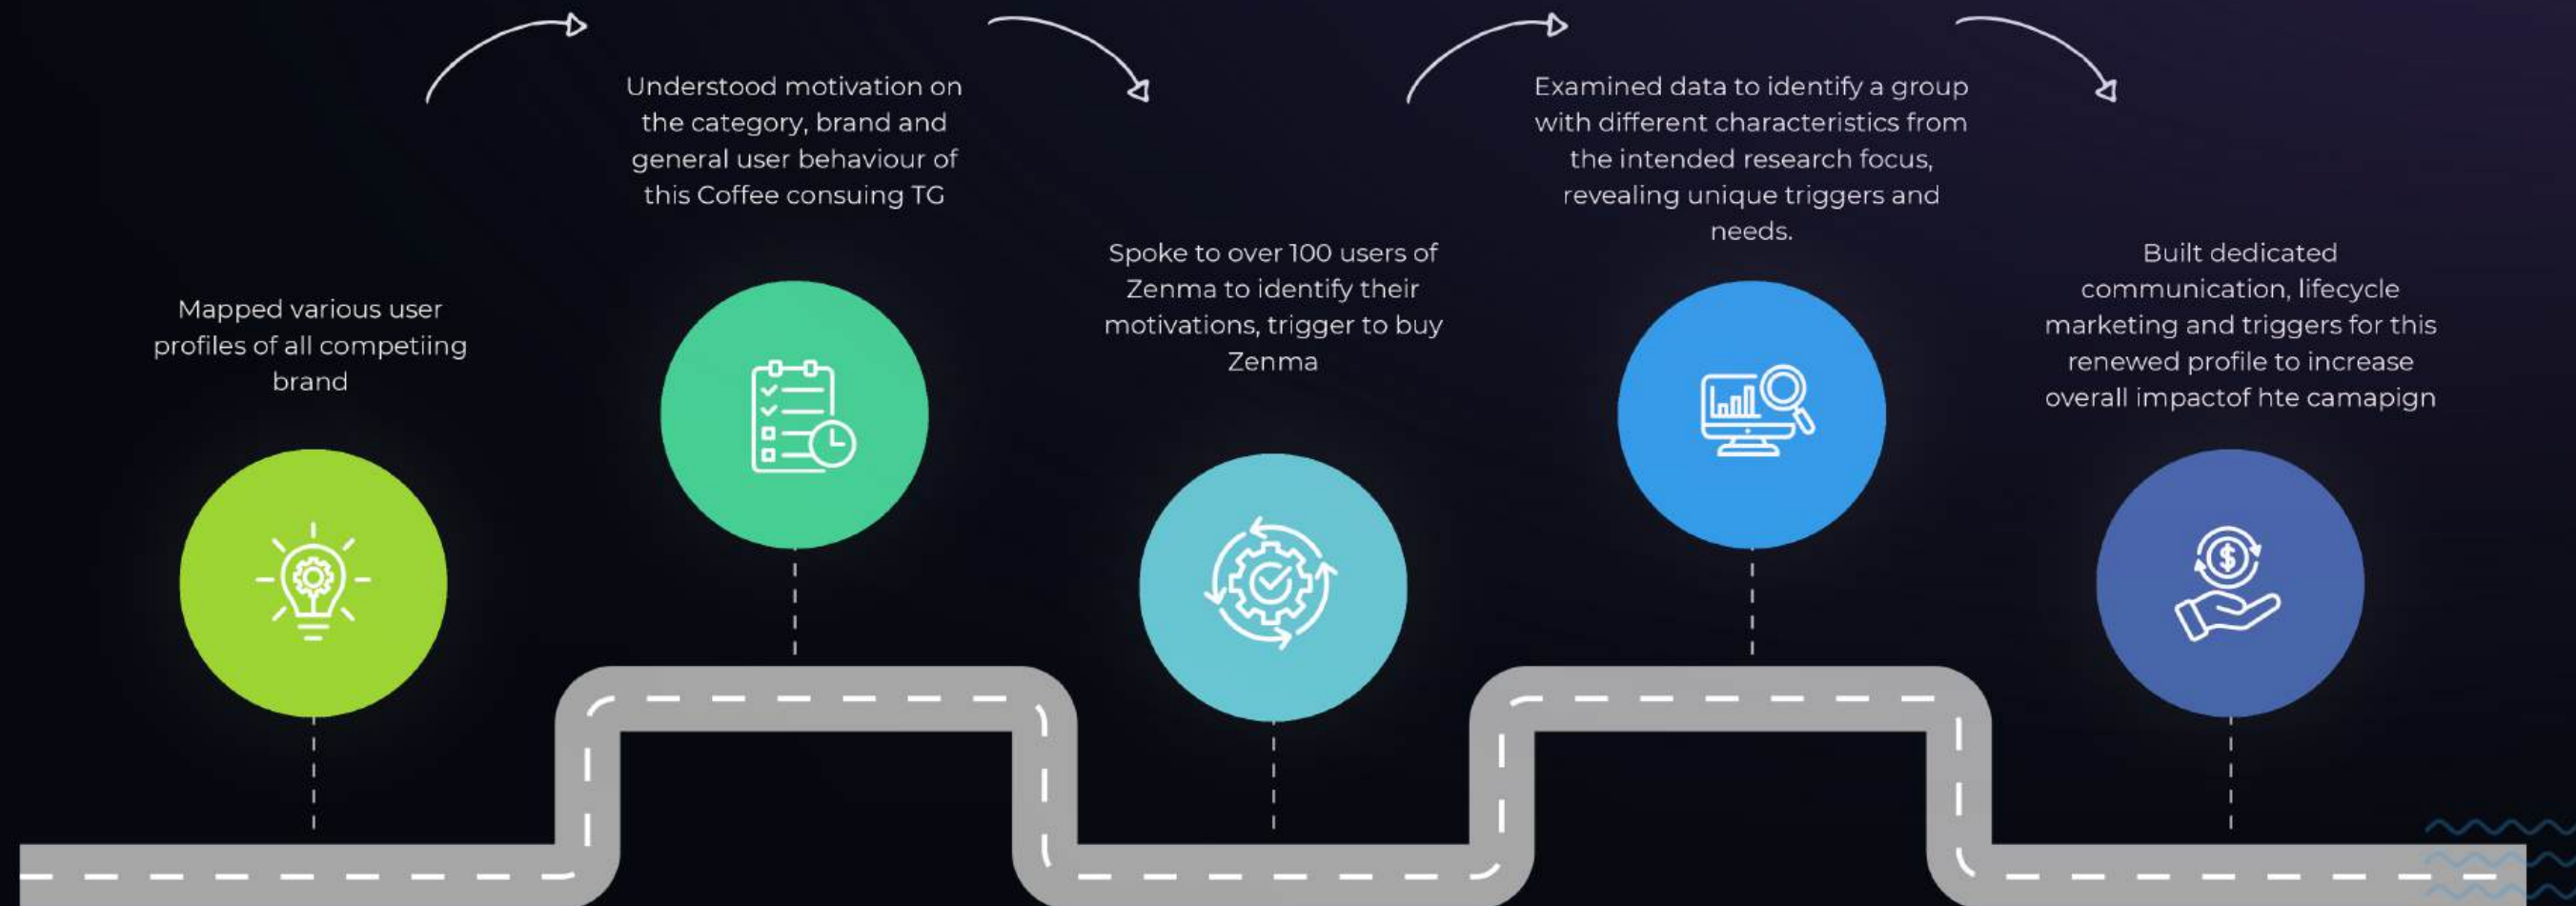 Mapped various user
profiles of all competiing
brand
Understood motivation on
the category, brand and
general user behaviour of
this Coffee consuing TG
Spoke to over 100 users of
Zenma to identify their
motivations, trigger to buy
Zenma
Examined data to identify a group
with different characteristics from
the intended research focus,
revealing unique triggers and
needs.
Built dedicated
communication, lifecycle
marketing and triggers for this
renewed profile to increase
overall impactof hte camapign